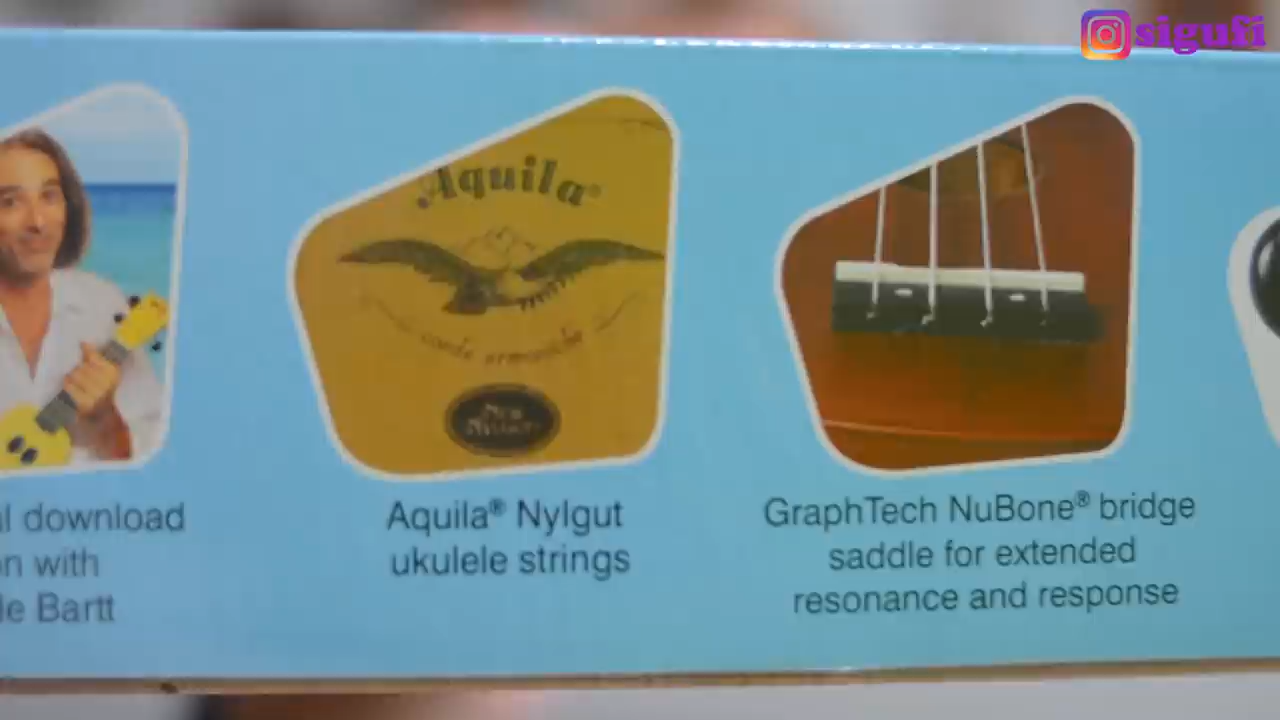 sigufi
Aquila®
New
Aquila® Nylgut
ukulele strings
GraphTech NuBone® bridge
saddle for extended
resonance and response
l download
n with
le Bartt